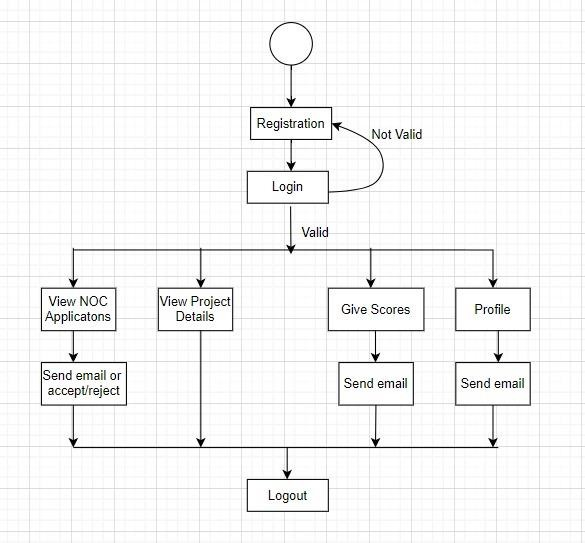 Registration
Not Valid
Login
Valid
View NOC
Applicatons
View Project
Details
Give Scores
Profile
Send email or
accept/reject
Send email
Send email
Logout